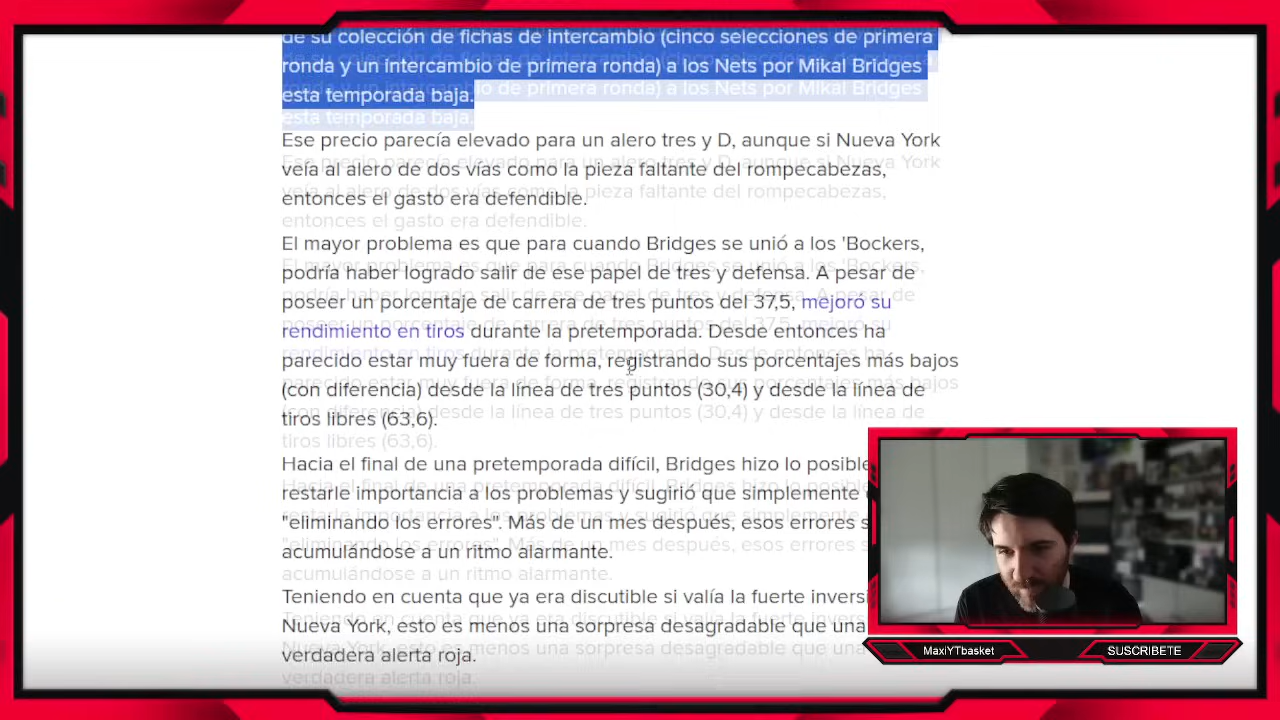 de su colección de fichas de intercambio (cinco selecciones de primera
ronda y un intercambio de primera ronda) a los Nets por Mikal Bridges
esta temporada baja.
Ese precio parecía elevado para un alero tres y D, aunque si Nueva York
veía al alero de dos vías como la pieza faltante del rompecabezas,
entonces el gasto era defendible.
El mayor problema es que para cuando Bridges se unió a los 'Bockers,
podría haber logrado salir de ese papel de tres y defensa. A pesar de
poseer un porcentaje de carrera de tres puntos del 37,5, mejoró su
rendimiento en tiros durante la pretemporada. Desde entonces ha
parecido estar muy fuera de forma, registrando sus porcentajes más bajos
(con diferencia) desde la línea de tres puntos (30,4) y desde la línea de
tiros libres (63,6).
Hacia el final de una pretemporada difícil, Bridges hizo lo posible
restarle importancia a los problemas y sugirió que simplemente
"eliminando los errores". Más de un mes después, esos errores
acumulándose a un ritmo alarmante.
Teniendo en cuenta que ya era discutible si valía la fuerte
Nueva York, esto es menos una sorpresa desagradable que una
verdadera alerta roja.
MaxiYTbasket
SUSCRIBETE